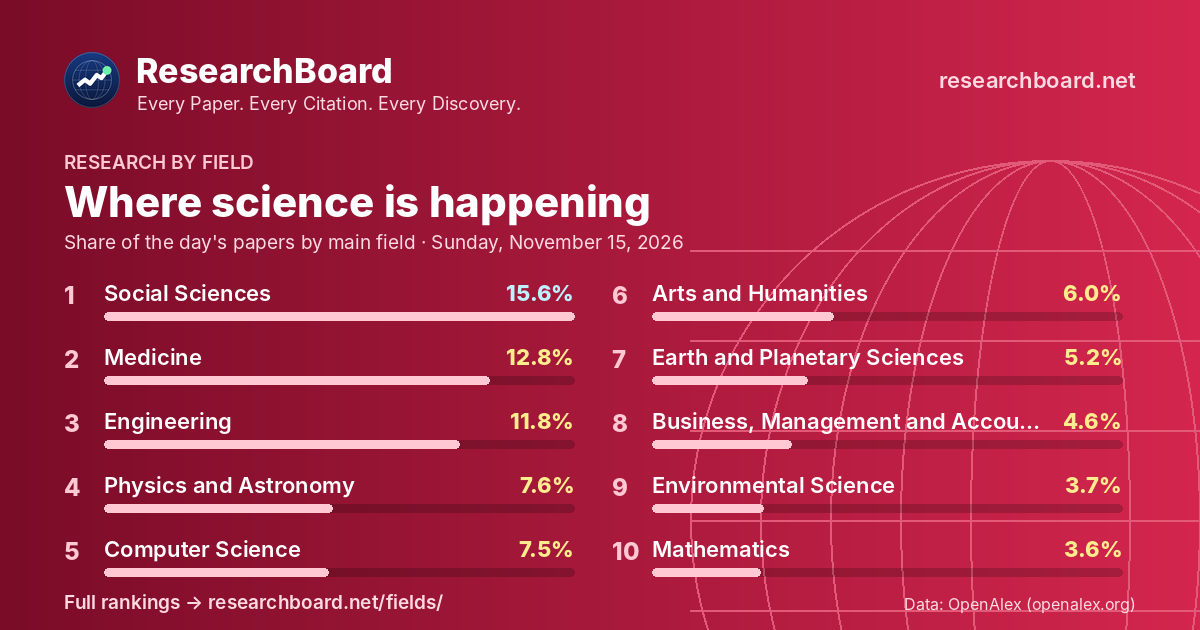 ResearchBoard
Every Paper. Every Citation. Every Discovery.
researchboard.net
RESEARCH BY FIELD
Where science is happening
Share of the day's papers by main field · Sunday, November 15, 2026
1 Social Sciences 15.6%
2 Medicine 12.8%
3 Engineering 11.8%
4 Physics and Astronomy 7.6%
5 Computer Science 7.5%
6 Arts and Humanities 6.0%
7 Earth and Planetary Sciences 5.2%
8 Business, Management and Accou... 4.6%
9 Environmental Science 3.7%
10 Mathematics 3.6%
Full rankings → researchboard.net/fields/
Data: OpenAlex (openalex.org)